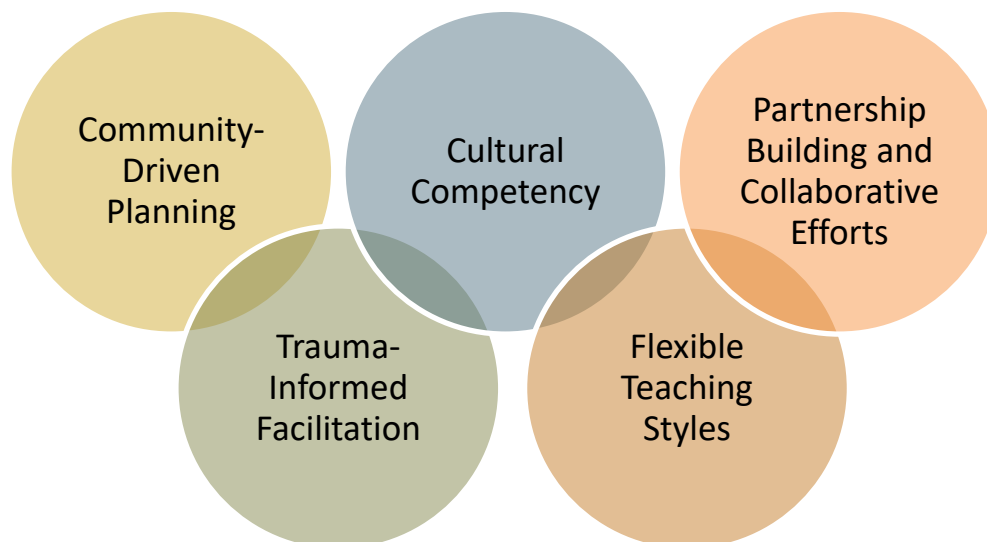 Community-
Driven
Planning
Trauma-
Informed
Facilitation
Cultural
Competency
Flexible
Teaching
Styles
Partnership
Building and
Collaborative
Efforts